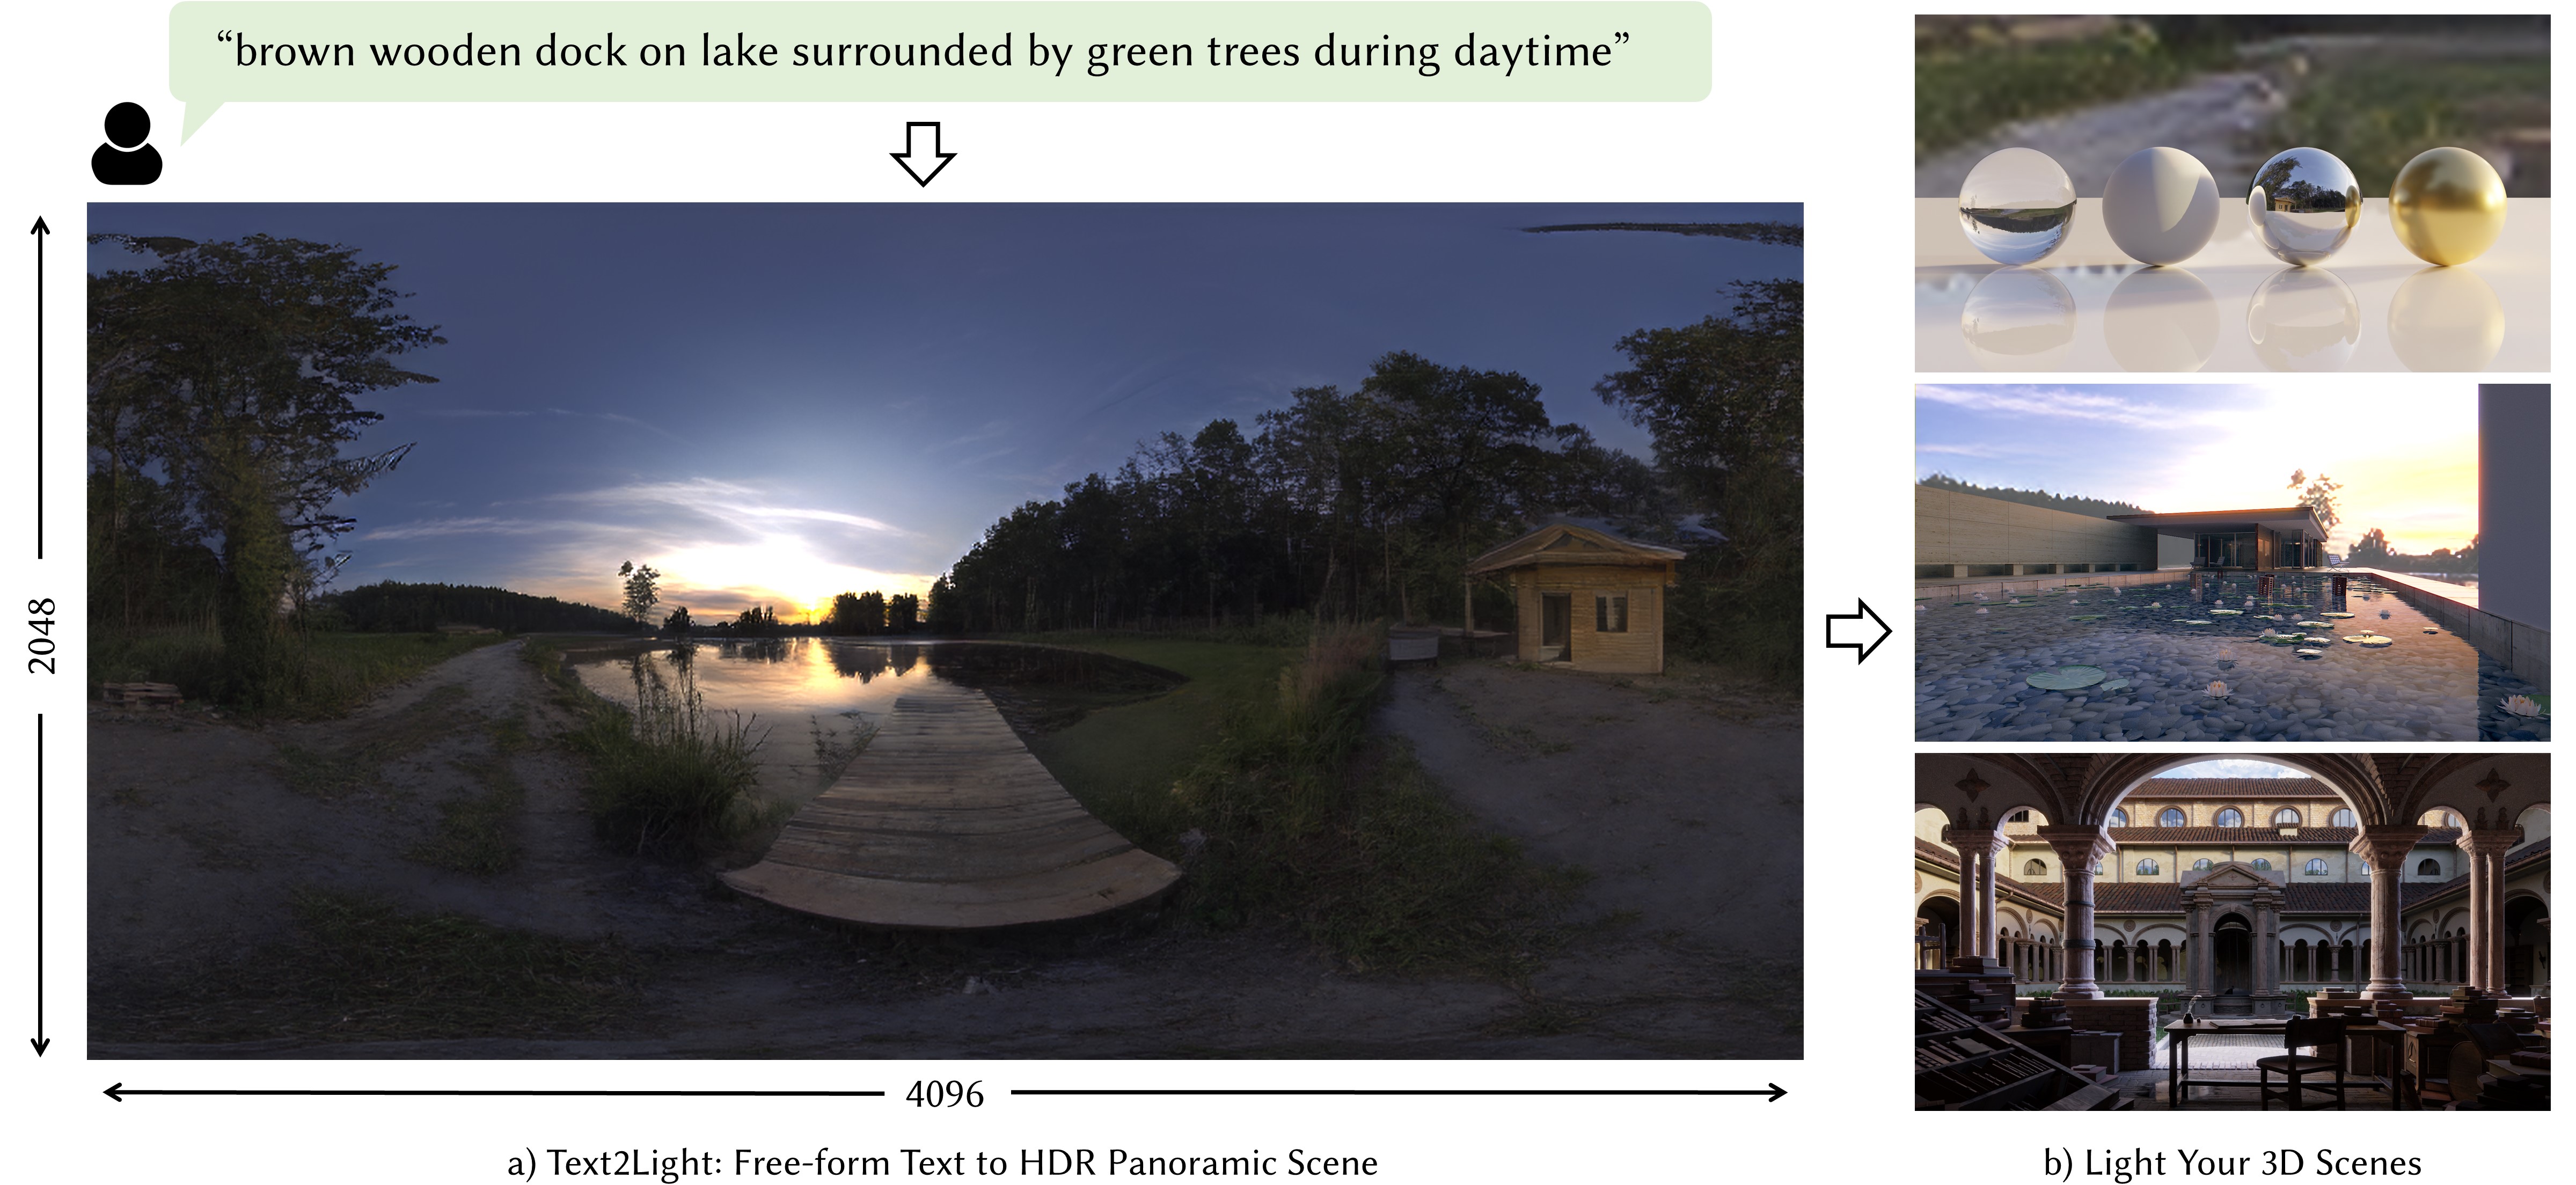 “brown wooden dock on lake surrounded by green trees during daytime”
2048
4096
a) Text2Light: Free-form Text to HDR Panoramic Scene
b) Light Your 3D Scenes